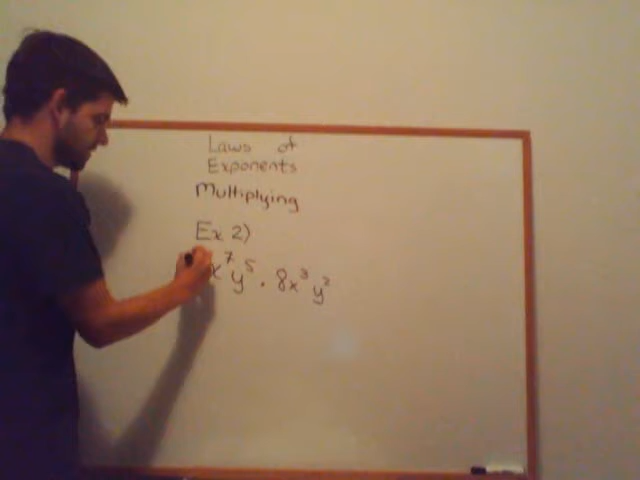 Laws of
Exponents
Multiplying
Ex 2)
x⁷y⁵ · 8x³y²